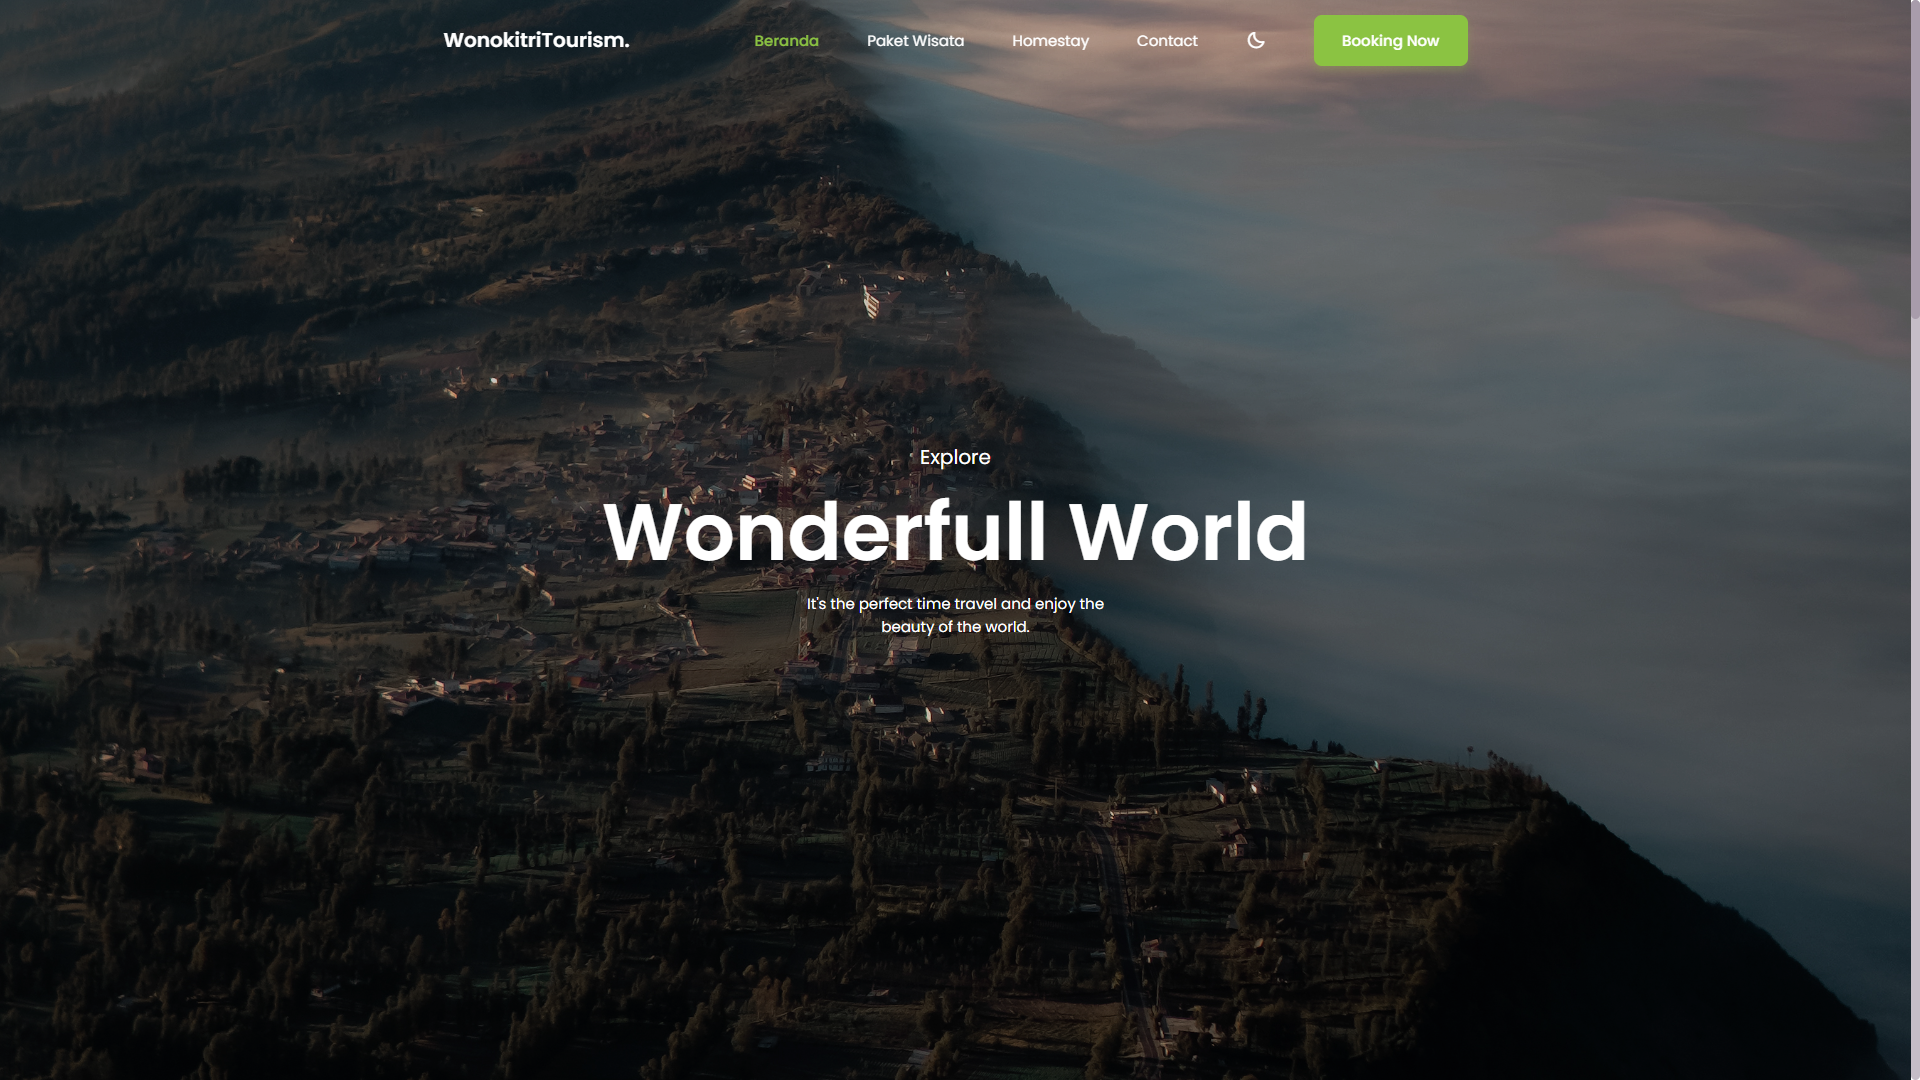 WonokitriTourism.
Beranda
Paket Wisata
Homestay
Contact
Booking Now
Explore
Wonderfull World
It's the perfect time travel and enjoy the
beauty of the world.